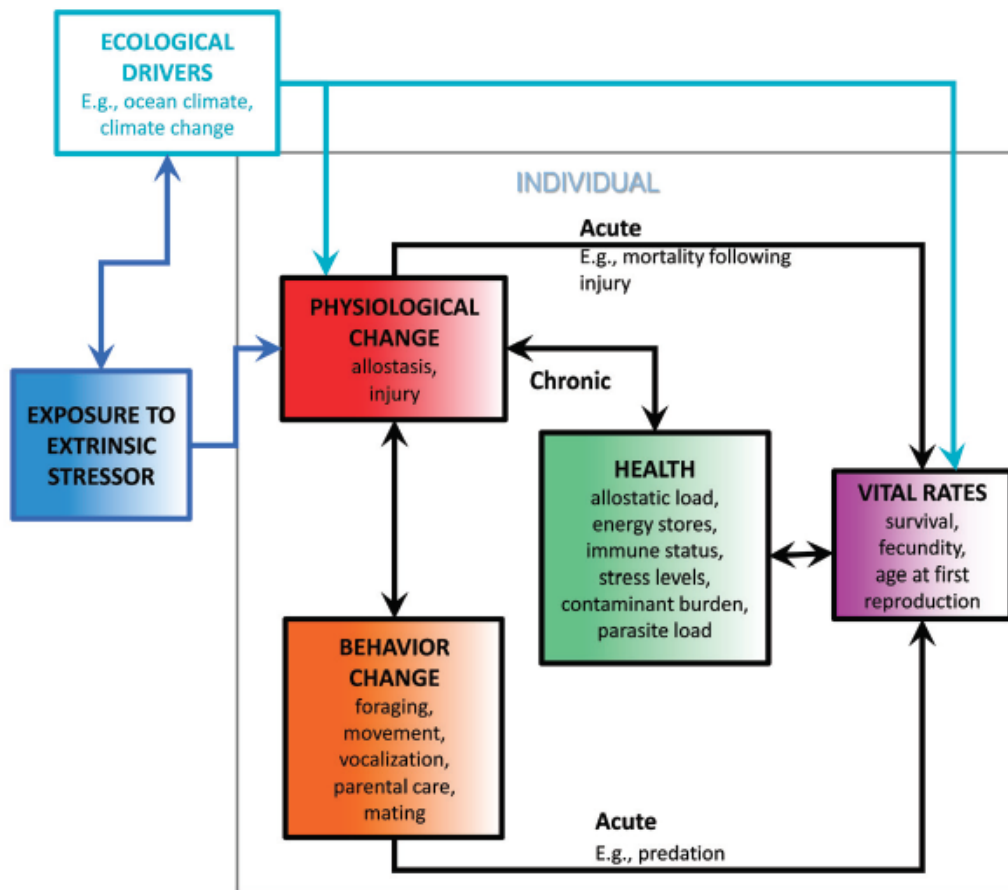 ECOLOGICAL
DRIVERS
E.g., ocean climate,
climate change
INDIVIDUAL
Acute
E.g., mortality following
injury
PHYSIOLOGICAL
CHANGE
allostasis,
injury
Chronic
EXPOSURE TO
EXTRINSIC
STRESSOR
HEALTH
allostatic load,
energy stores,
immune status,
stress levels,
contaminant burden,
parasite load
VITAL RATES
survival,
fecundity,
age at first
reproduction
BEHAVIOR
CHANGE
foraging,
movement,
vocalization,
parental care,
mating
Acute
E.g., predation